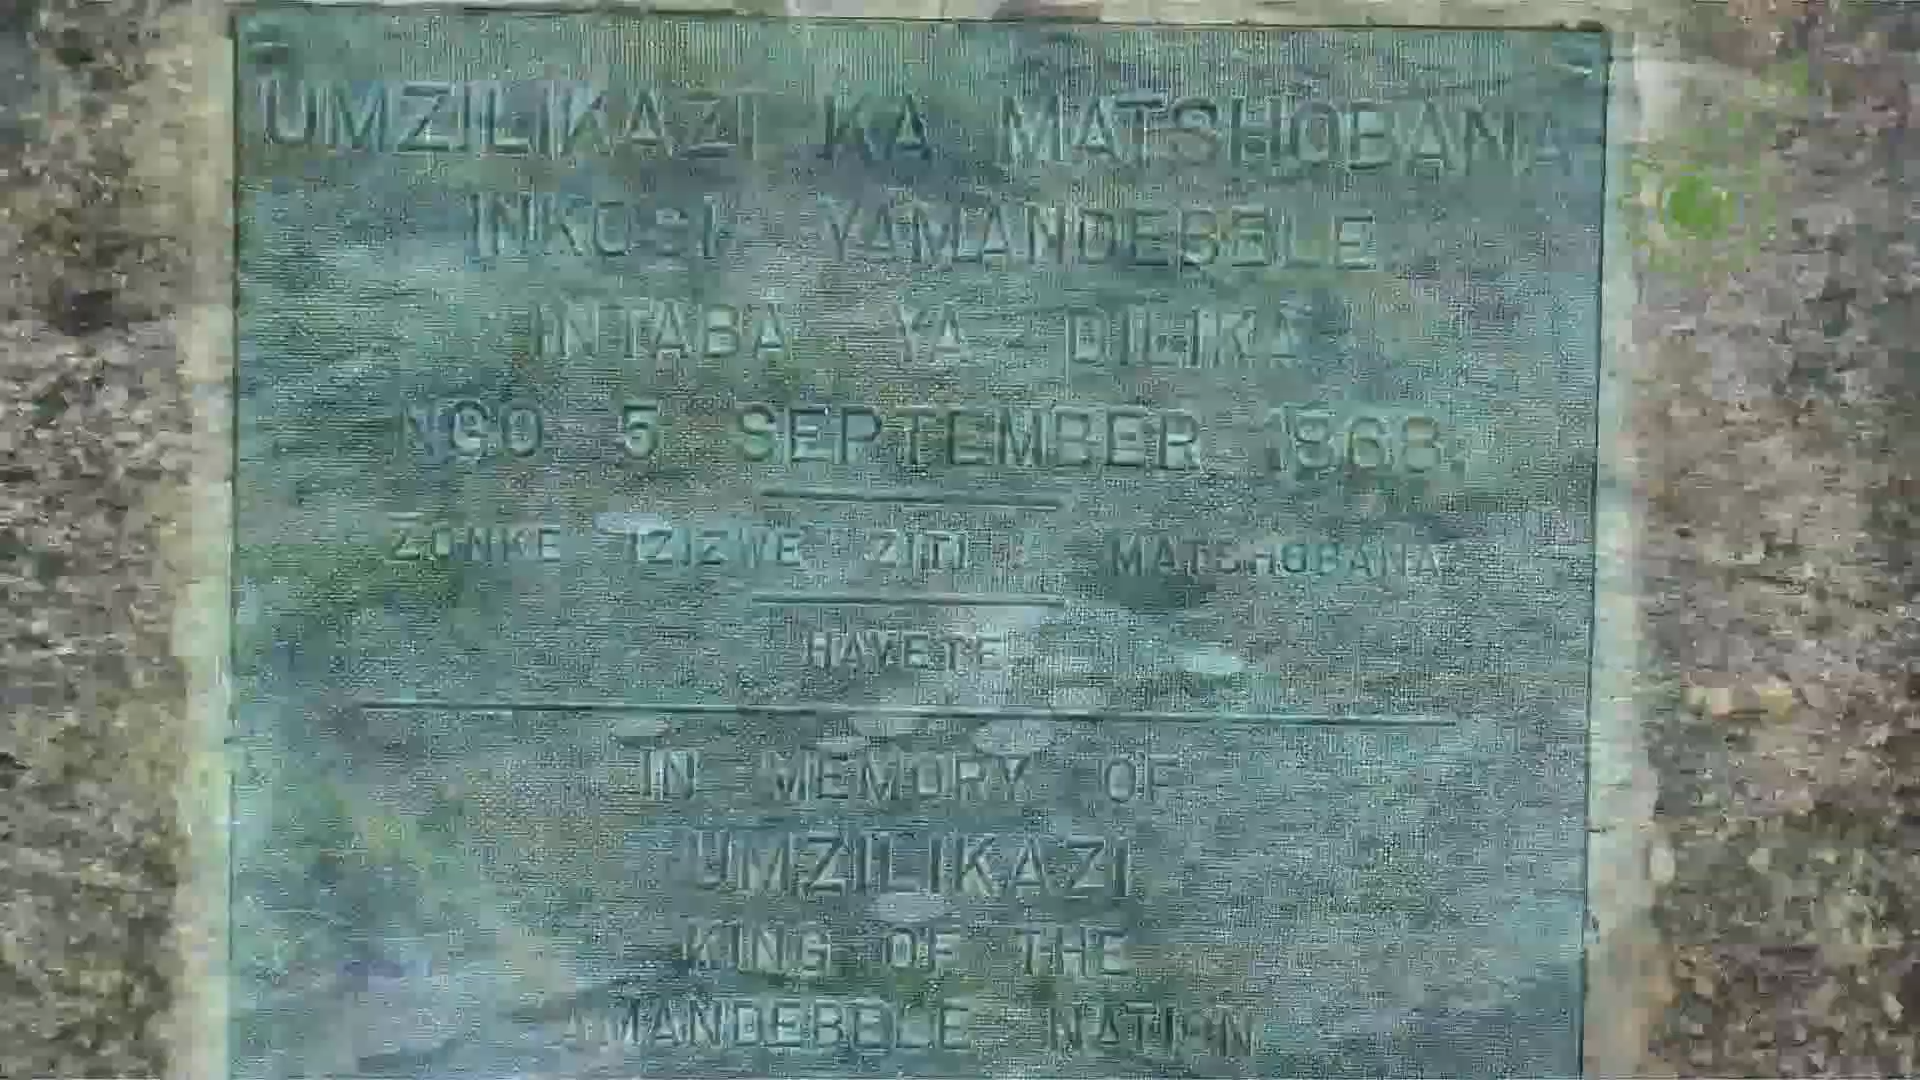 UMZILIKAZI KA MATSHOBANA
INKOSI YAMANDEBELE
INTABA YA DILIKA
NGO 5 SEPTEMBER 1868.
ZONKE IZIZWE ZITI : MATSHOBANA
HAYETE
IN MEMORY OF
UMZILIKAZI
KING OF THE
AMANDEBELE NATION